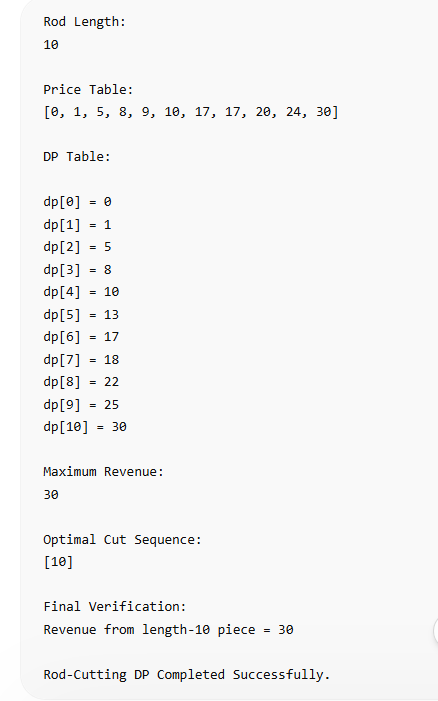 Rod Length:
10
Price Table:
[0, 1, 5, 8, 9, 10, 17, 17, 20, 24, 30]
DP Table:
dp[0] = 0
dp[1] = 1
dp[2] = 5
dp[3] = 8
dp[4] = 10
dp[5] = 13
dp[6] = 17
dp[7] = 18
dp[8] = 22
dp[9] = 25
dp[10] = 30
Maximum Revenue:
30
Optimal Cut Sequence:
[10]
Final Verification:
Revenue from length-10 piece = 30
Rod-Cutting DP Completed Successfully.